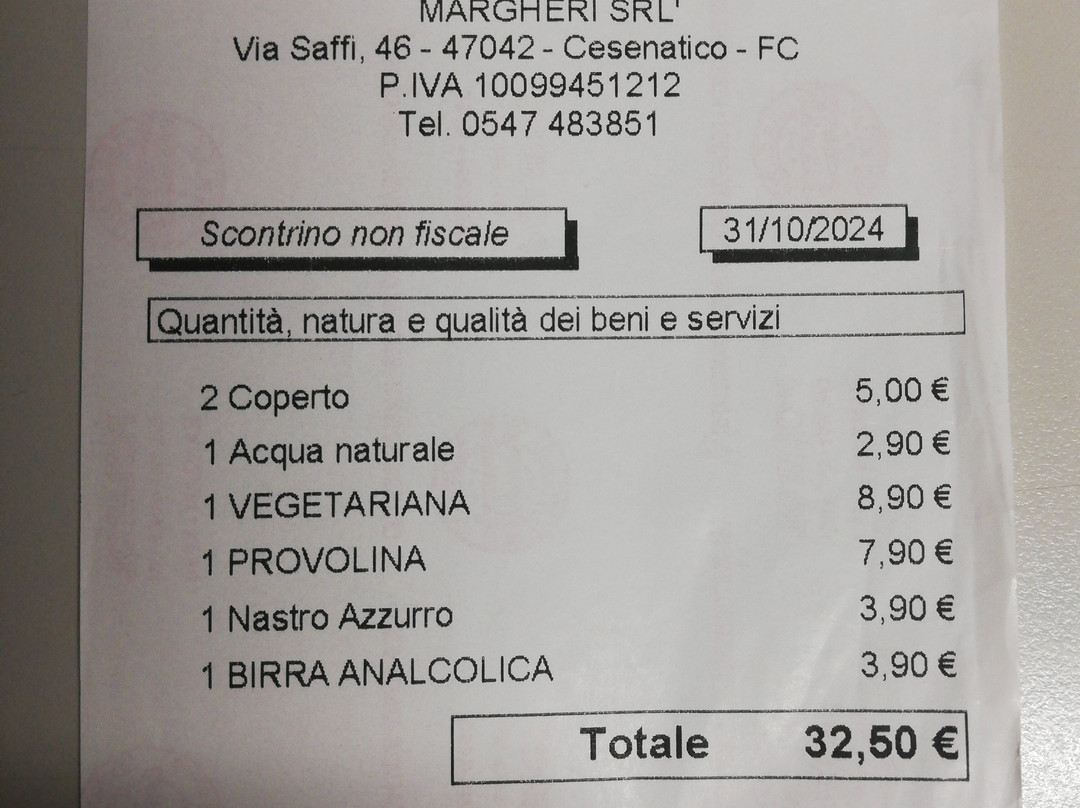 MARGHERI SRL'
Via Saffi, 46 - 47042 - Cesenatico - FC
P.IVA 10099451212
Tel. 0547 483851
Scontrino non fiscale 31/10/2024
Quantità, natura e qualità dei beni e servizi
2 Coperto 5,00 €
1 Acqua naturale 2,90 €
1 VEGETARIANA 8,90 €
1 PROVOLINA 7,90 €
1 Nastro Azzurro 3,90 €
1 BIRRA ANALCOLICA 3,90 €
Totale 32,50 €